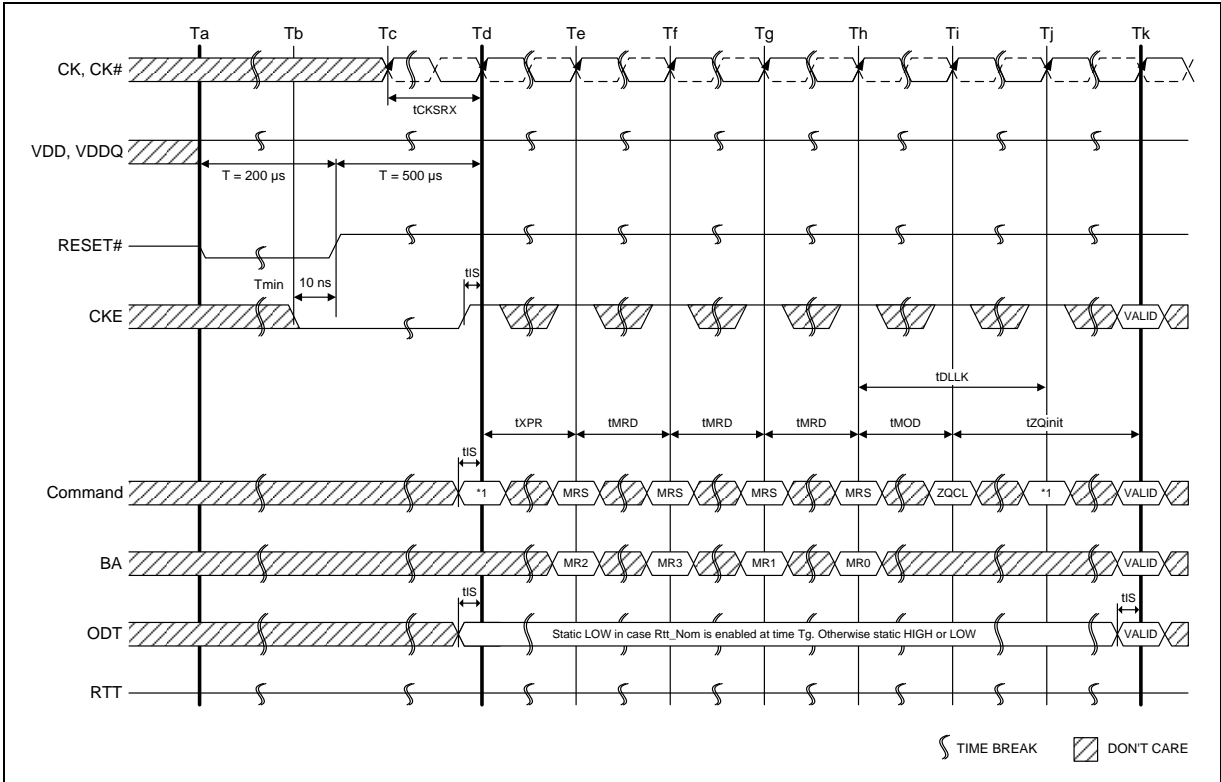 Ta Tb Tc Td Te Tf Tg Th Ti Tj Tk
CK, CK#
tCKSRX
VDD, VDDQ
T = 200 µs T = 500 µs
RESET#
Tmin 10 ns tIS
CKE VALID
tDLLK
tXPR tMRD tMRD tMRD tMOD tZQinit
tIS
Command *1 MRS MRS MRS MRS ZQCL *1 VALID
BA MR2 MR3 MR1 MR0 VALID
tIS tIS
ODT Static LOW in case Rtt_Nom is enabled at time Tg. Otherwise static HIGH or LOW VALID
RTT
TIME BREAK DON'T CARE